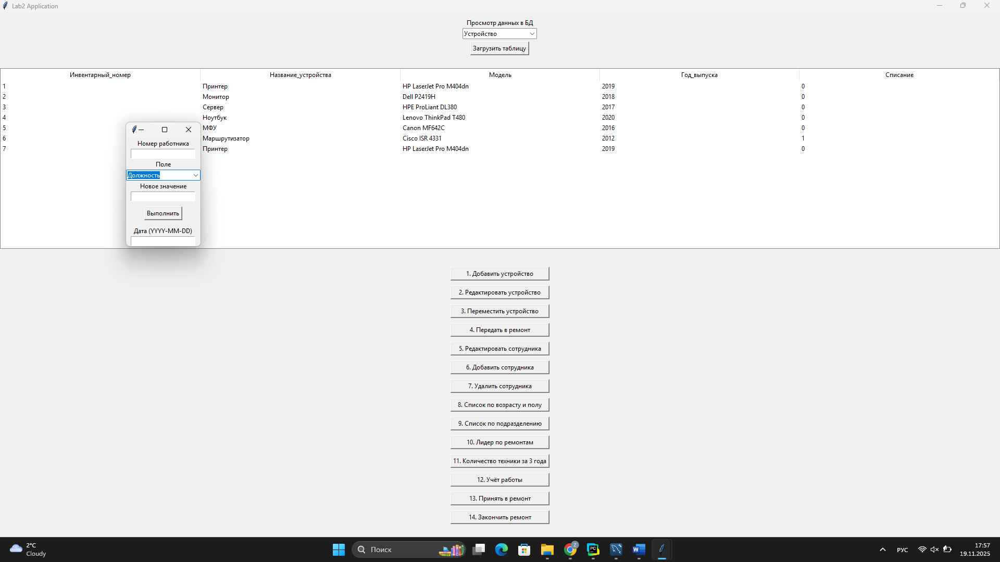 Lab2 Application
Просмотр данных в БД
Устройство
Загрузить таблицу
Инвентарный_номер Название_устройства Модель Год_выпуска Списание
1 Принтер HP LaserJet Pro M404dn 2019 0
2 Монитор Dell P2419H 2018 0
3 Сервер HPE ProLiant DL380 2017 0
4 Ноутбук Lenovo ThinkPad T480 2020 0
5 МФУ Canon MF642C 2016 0
6 Маршрутизатор Cisco ISR 4331 2012 1
7 Принтер HP LaserJet Pro M404dn 2019 0
Номер работника
Поле
Должность
Новое значение
Выполнить
Дата (YYYY-MM-DD)
1. Добавить устройство
2. Редактировать устройство
3. Переместить устройство
4. Передать в ремонт
5. Редактировать сотрудника
6. Добавить сотрудника
7. Удалить сотрудника
8. Список по возрасту и полу
9. Список по подразделению
10. Лидер по ремонтам
11. Количество техники за 3 года
12. Учёт работы
13. Принять в ремонт
14. Закончить ремонт
2°C
Cloudy
Поиск
Z
PC
W
РУС
17:57
19.11.2025